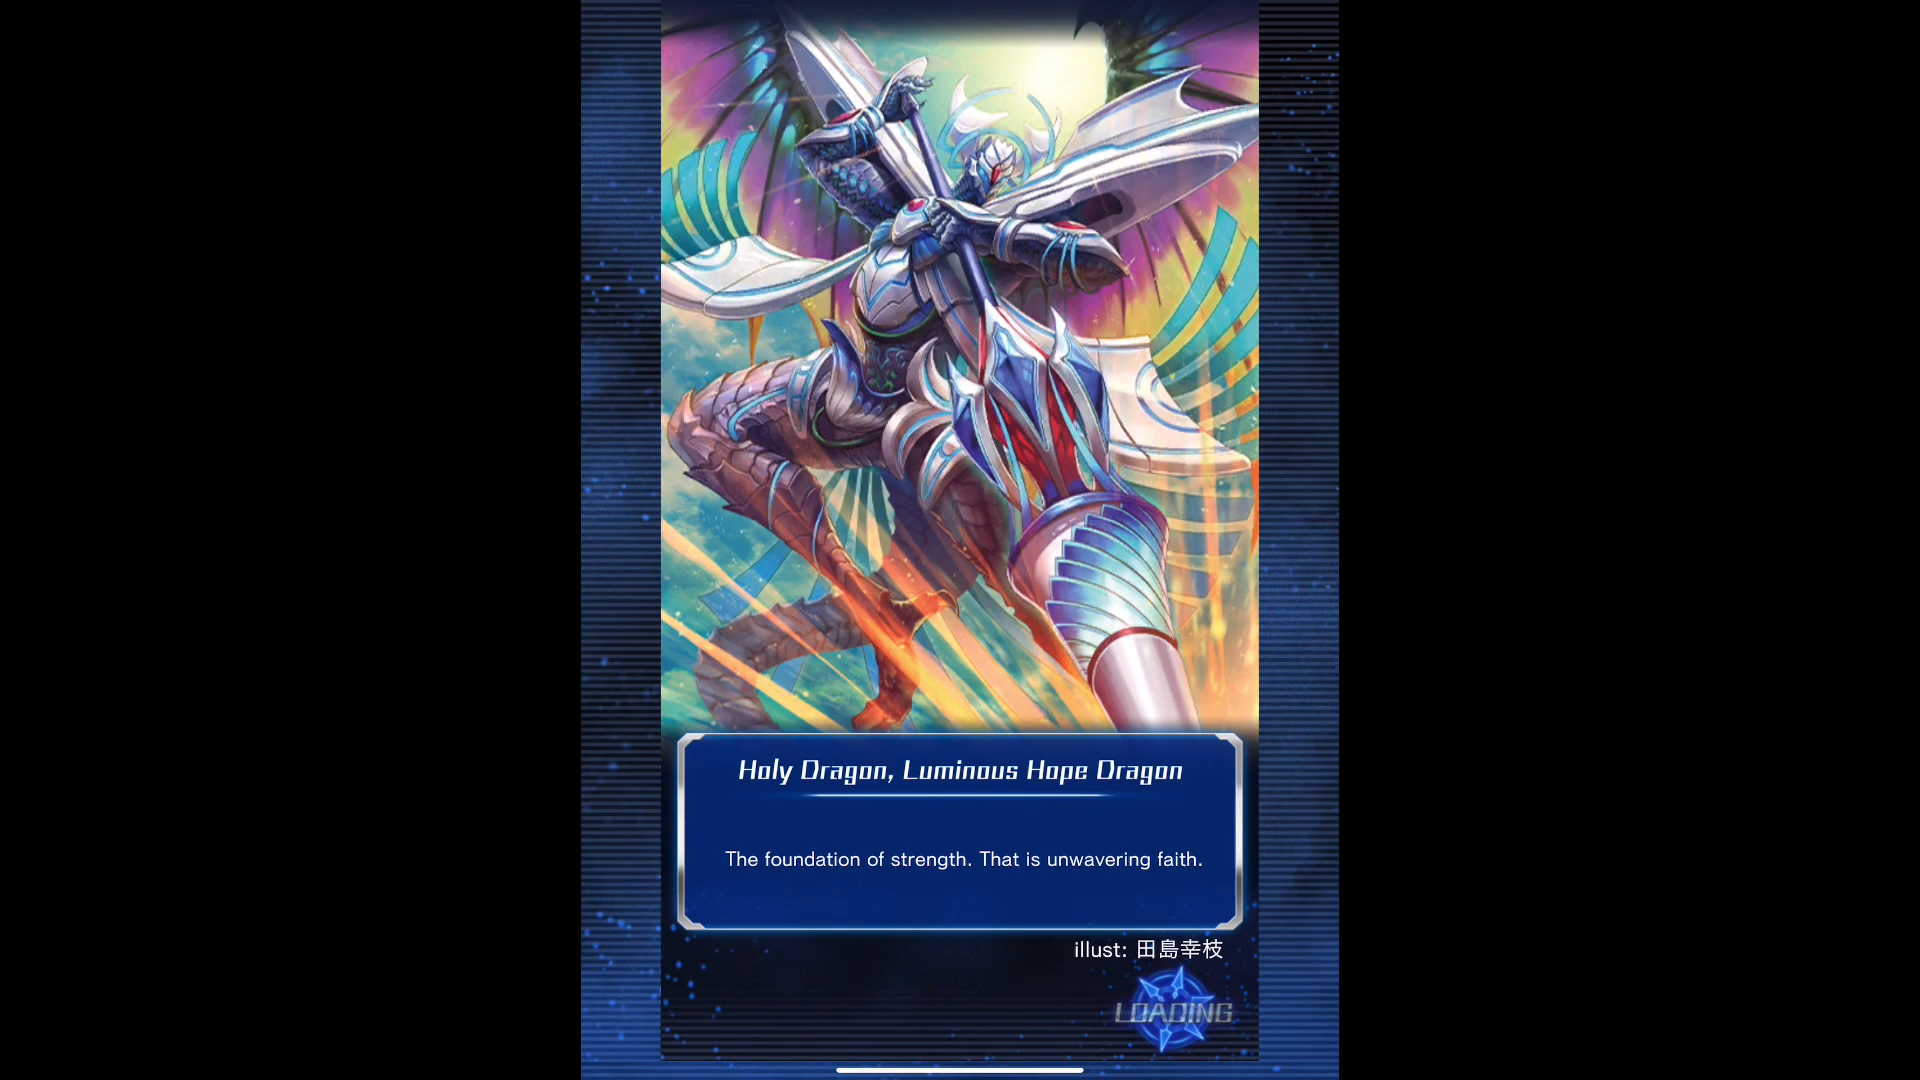 Holy Dragon, Luminous Hope Dragon
The foundation of strength. That is unwavering faith.
illust: 田島幸枝
LOADING